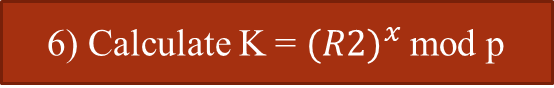 6) Calculate K = (R2)ˣ mod p